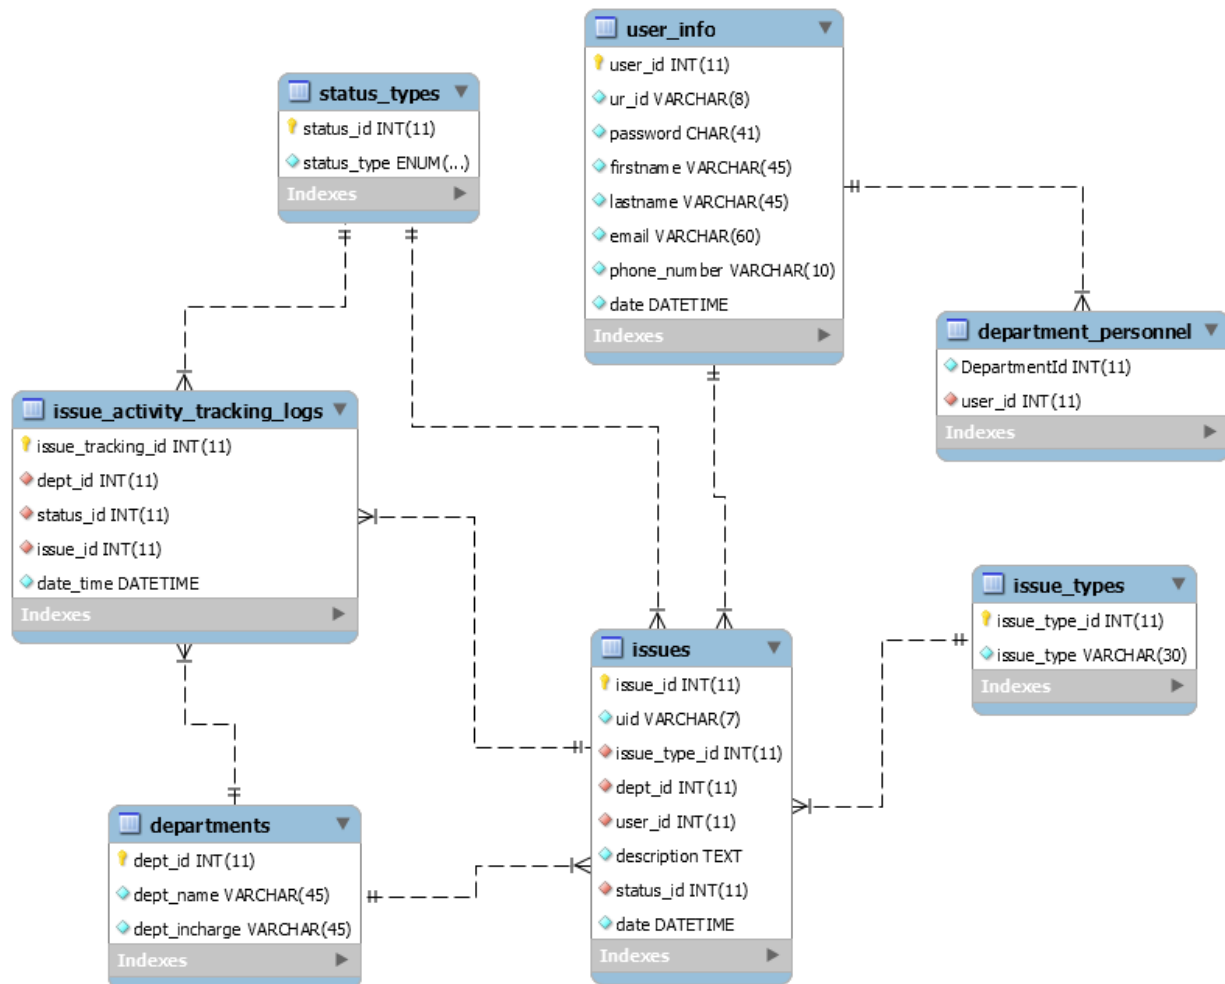 user_info
user_id INT(11)
ur_id VARCHAR(8)
password CHAR(41)
firstname VARCHAR(45)
lastname VARCHAR(45)
email VARCHAR(60)
phone_number VARCHAR(10)
date DATETIME
Indexes
status_types
status_id INT(11)
status_type ENUM(...)
Indexes
department_personnel
DepartmentId INT(11)
user_id INT(11)
Indexes
issue_activity_tracking_logs
issue_tracking_id INT(11)
dept_id INT(11)
status_id INT(11)
issue_id INT(11)
date_time DATETIME
Indexes
issue_types
issue_type_id INT(11)
issue_type VARCHAR(30)
Indexes
issues
issue_id INT(11)
uid VARCHAR(7)
issue_type_id INT(11)
dept_id INT(11)
user_id INT(11)
description TEXT
status_id INT(11)
date DATETIME
Indexes
departments
dept_id INT(11)
dept_name VARCHAR(45)
dept_incharge VARCHAR(45)
Indexes